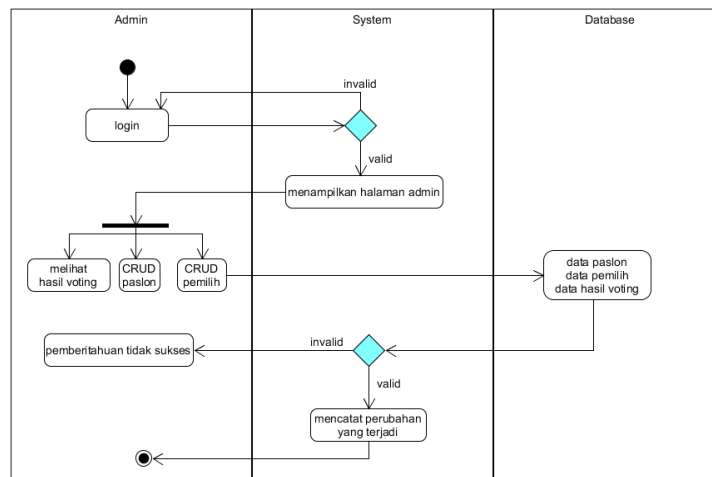 Admin
System
Database
invalid
login
valid
menampilkan halaman admin
melihat
hasil voting
CRUD
paslon
CRUD
pemilih
data paslon
data pemilih
data hasil voting
pemberitahuan tidak sukses
invalid
valid
mencatat perubahan
yang terjadi